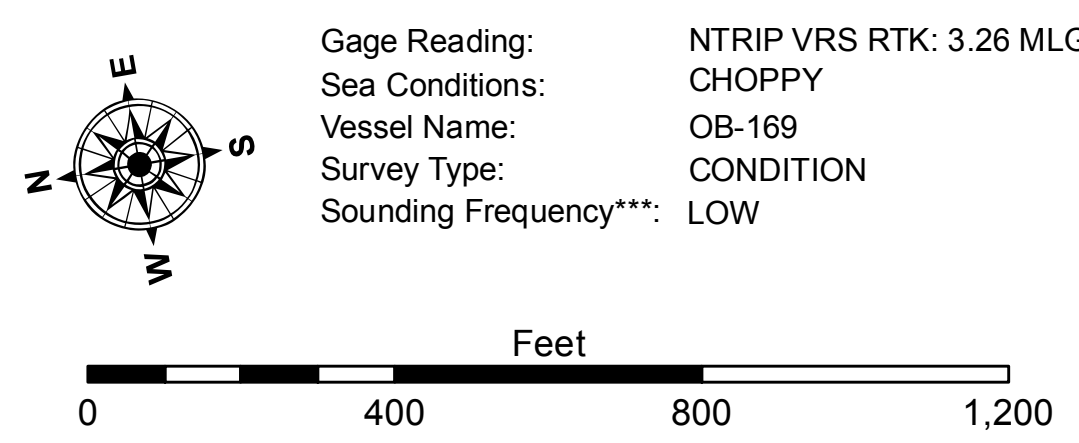 E
S
N
W
Gage Reading: NTRIP VRS RTK: 3.26 MLG
Sea Conditions: CHOPPY
Vessel Name: OB-169
Survey Type: CONDITION
Sounding Frequency***: LOW
Feet
0 400 800 1,200